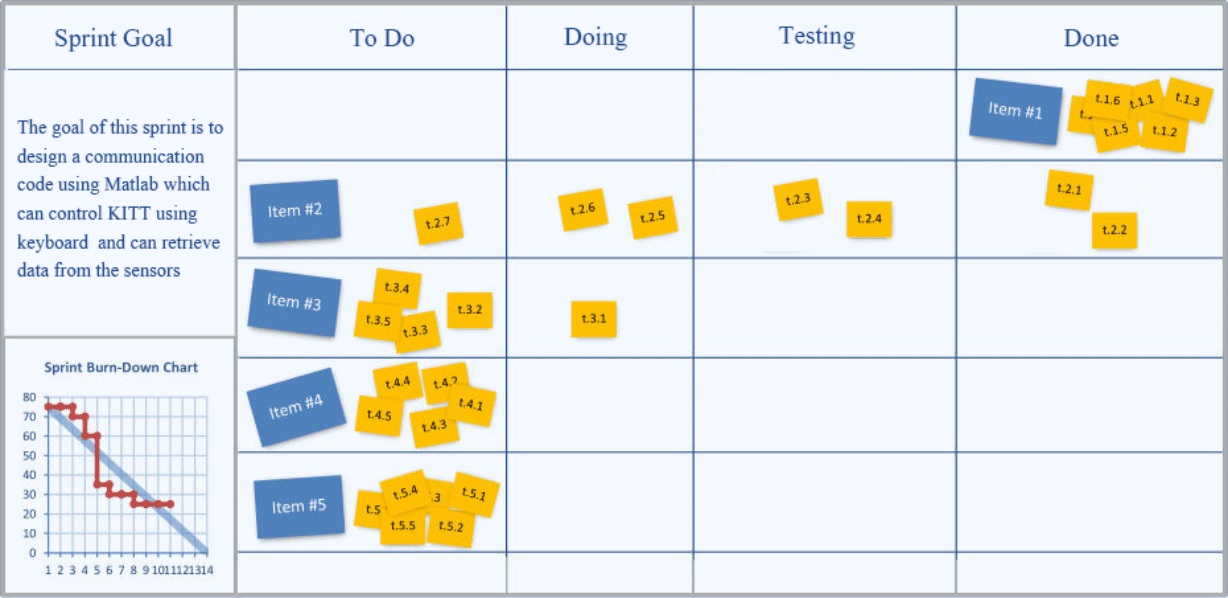 Sprint Goal
To Do
Doing
Testing
Done
The goal of this sprint is to
design a communication
code using Matlab which
can control KITT using
keyboard and can retrieve
data from the sensors
Item #1
t.1.6
t.1.1
t.1.3
t.1.5
t.1.2
Item #2
t.2.7
t.2.6
t.2.5
t.2.3
t.2.4
t.2.1
t.2.2
Item #3
t.3.4
t.3.2
t.3.5
t.3.3
t.3.1
Item #4
t.4.4
t.4.2
t.4.1
t.4.5
t.4.3
Item #5
t.5.4
t.5.1
t.5
3
t.5.5
t.5.2
Sprint Burn-Down Chart
80
70
60
50
40
30
20
10
0
1 2 3 4 5 6 7 8 9 10 11 12 13 14